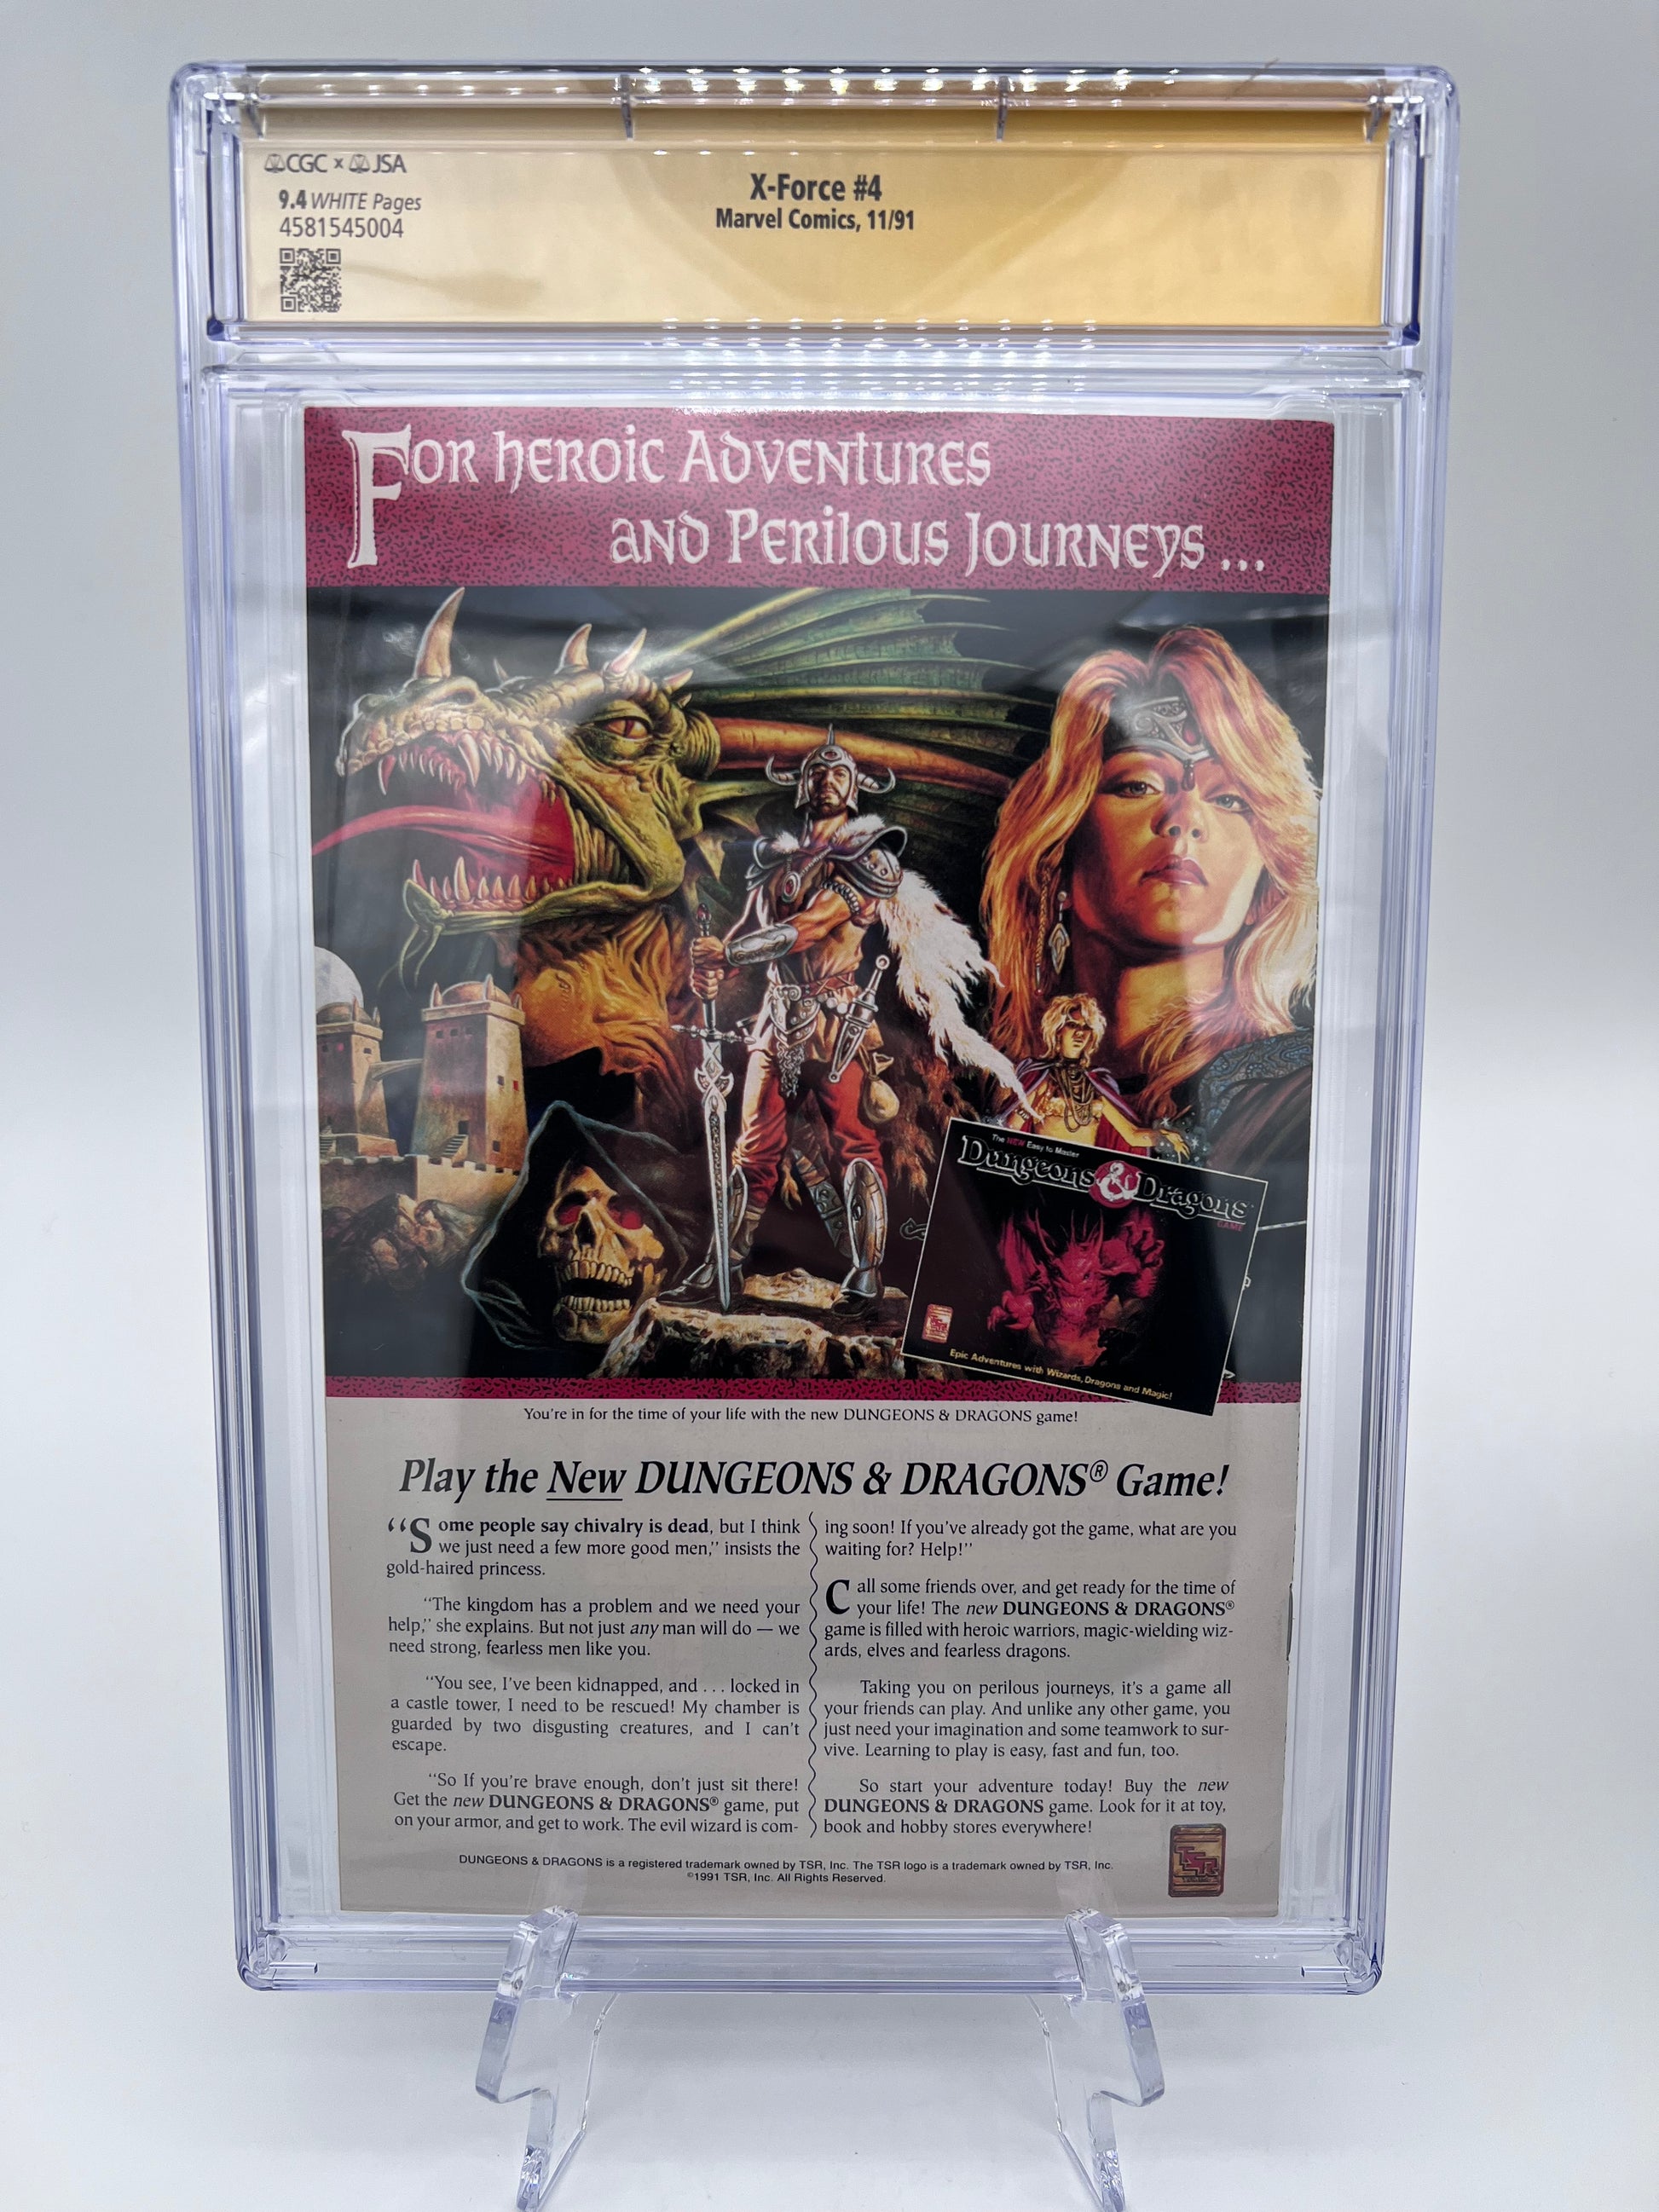 CGC x JSA
9.4 WHITE Pages
4581545004
X-Force #4
Marvel Comics, 11/91
For heroic Adventures
and Perilous Journeys ...
The NEW Easy to Master
Dungeons & Dragons
GAME
TSR
Epic Adventures with Wizards, Dragons and Magic!
You're in for the time of your life with the new DUNGEONS & DRAGONS game!
Play the New DUNGEONS & DRAGONS® Game!
“Some people say chivalry is dead, but I think
we just need a few more good men,” insists the
gold-haired princess.
“The kingdom has a problem and we need your
help,” she explains. But not just any man will do — we
need strong, fearless men like you.
“You see, I've been kidnapped, and . . . locked in
a castle tower, I need to be rescued! My chamber is
guarded by two disgusting creatures, and I can't
escape.
“So If you're brave enough, don't just sit there!
Get the new DUNGEONS & DRAGONS® game, put
on your armor, and get to work. The evil wizard is com-
ing soon! If you've already got the game, what are you
waiting for? Help!”
Call some friends over, and get ready for the time of
your life! The new DUNGEONS & DRAGONS®
game is filled with heroic warriors, magic-wielding wiz-
ards, elves and fearless dragons.
Taking you on perilous journeys, it's a game all
your friends can play. And unlike any other game, you
just need your imagination and some teamwork to sur-
vive. Learning to play is easy, fast and fun, too.
So start your adventure today! Buy the new
DUNGEONS & DRAGONS game. Look for it at toy,
book and hobby stores everywhere!
DUNGEONS & DRAGONS is a registered trademark owned by TSR, Inc. The TSR logo is a trademark owned by TSR, Inc.
©1991 TSR, Inc. All Rights Reserved.
TSR